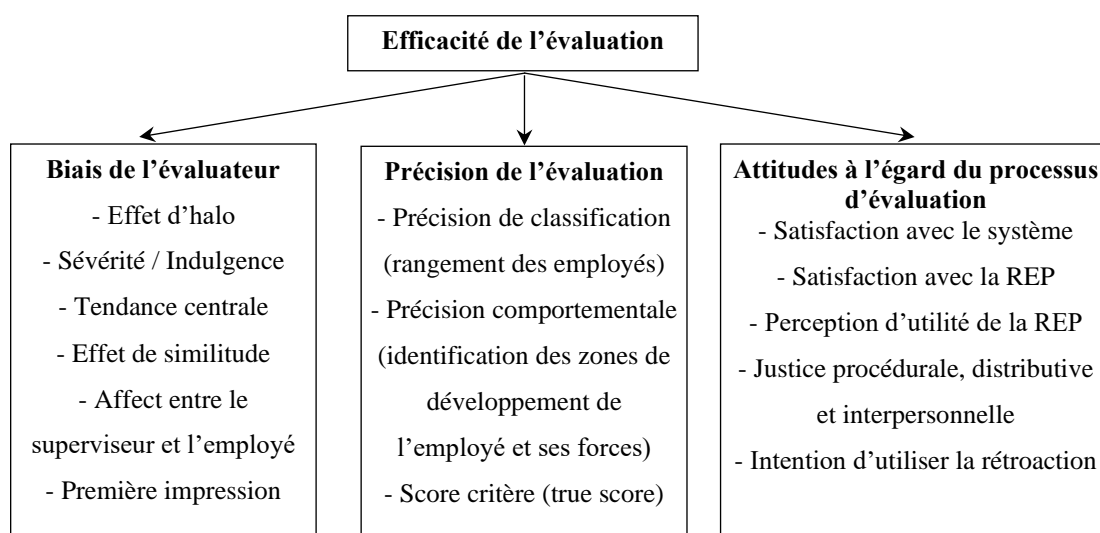 Efficacité de l’évaluation
Biais de l’évaluateur
- Effet d’halo
- Sévérité / Indulgence
- Tendance centrale
- Effet de similitude
- Affect entre le
superviseur et l’employé
- Première impression
Précision de l’évaluation
- Précision de classification
(rangement des employés)
- Précision comportementale
(identification des zones de
développement de
l’employé et ses forces)
- Score critère (true score)
Attitudes à l’égard du processus
d’évaluation
- Satisfaction avec le système
- Satisfaction avec la REP
- Perception d’utilité de la REP
- Justice procédurale, distributive
et interpersonnelle
- Intention d’utiliser la rétroaction